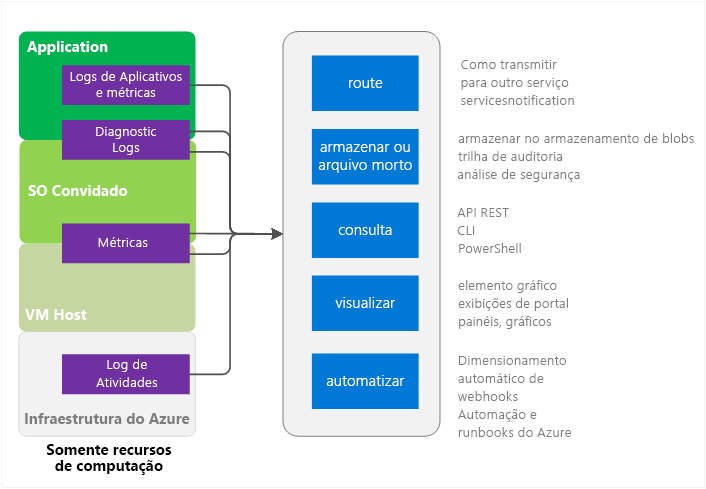 Application
Logs de Aplicativos
e métricas
Diagnostic
Logs
SO Convidado
Métricas
VM Host
Log de
Atividades
Infraestrutura do Azure
Somente recursos
de computação
route
armazenar ou
arquivo morto
consulta
visualizar
automatizar
Como transmitir
para outro serviço
servicesnotification
armazenar no armazenamento de blobs
trilha de auditoria
análise de segurança
API REST
CLI
PowerShell
elemento gráfico
exibições de portal
painéis, gráficos
Dimensionamento
automático de
webhooks
Automação e
runbooks do Azure